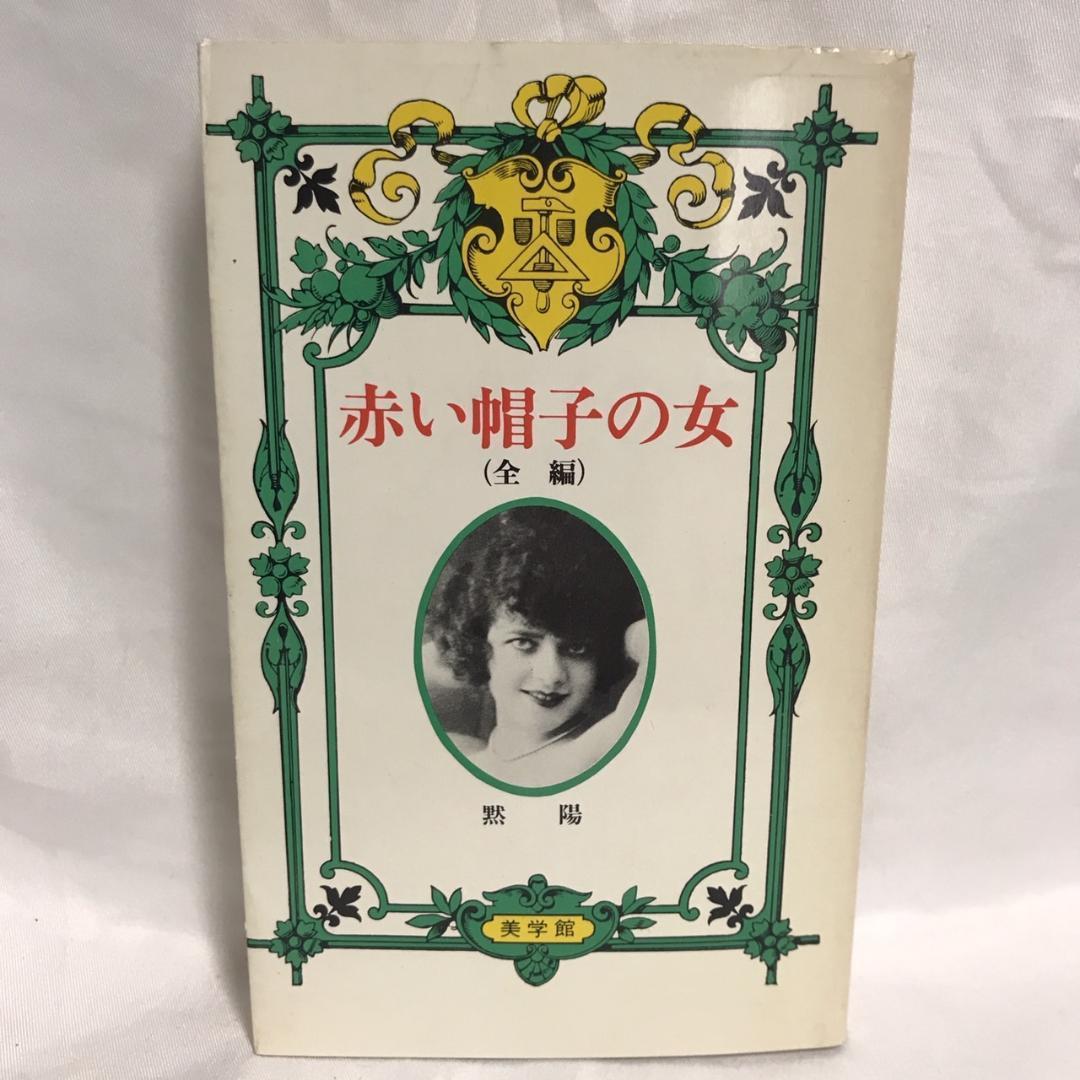 赤い帽子の女
(全 編)
黙 陽
美学館